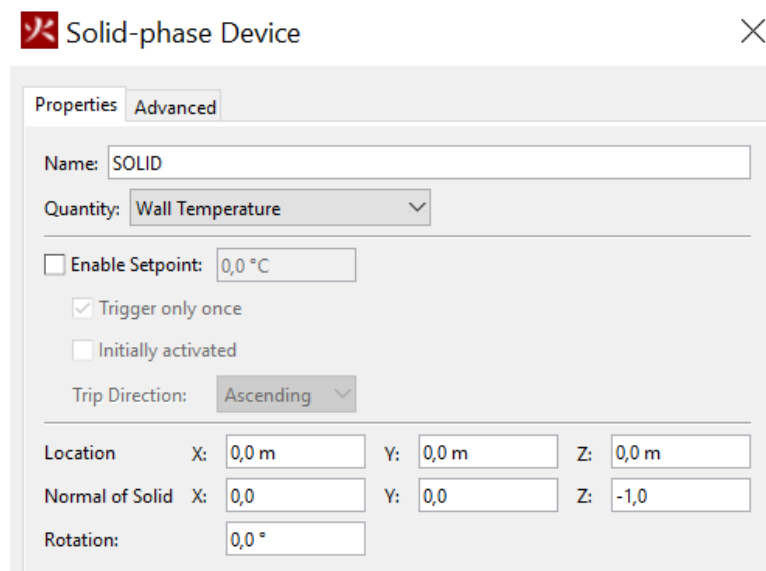 火 Solid-phase Device
Properties Advanced
Name: SOLID
Quantity: Wall Temperature
Enable Setpoint: 0,0 °C
Trigger only once
Initially activated
Trip Direction: Ascending
Location X: 0,0 m Y: 0,0 m Z: 0,0 m
Normal of Solid X: 0,0 Y: 0,0 Z: -1,0
Rotation: 0,0 °